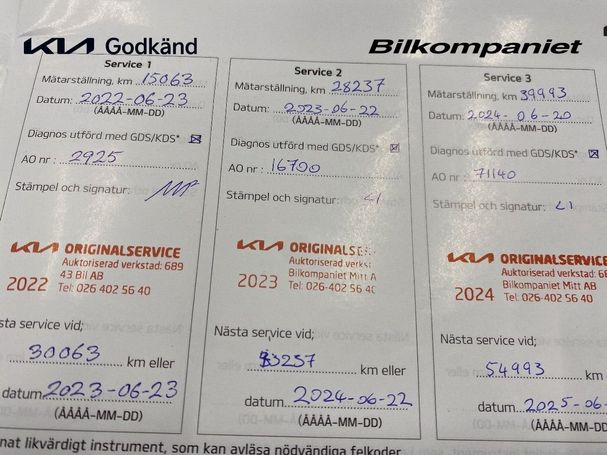 KIA Godkänd
Bilkompaniet
Service 1
Mätarställning, km 15063
Datum: 2022-06-23
(ÅÅÅÅ-MM-DD)
Diagnos utförd med GDS/KDS*
AO nr: 2925
Stämpel och signatur:
KIA ORIGINALSERVICE
Auktoriserad verkstad: 689
43 Bil AB
2022 Tel: 026 402 56 40
sta service vid;
30063 km eller
datum 2023-06-23
(ÅÅÅÅ-MM-DD)
Service 2
Mätarställning, km 28237
Datum: 2023-06-22
(ÅÅÅÅ-MM-DD)
Diagnos utförd med GDS/KDS*
AO nr: 16700
Stämpel och signatur: L1
KIA ORIGINALSE
Auktoriserad verkst
Bilkompaniet Mitt A
2023 Tel: 026-402 56 40
Nästa service vid;
km eller
datum. 2024-06-22
(ÅÅÅÅ-MM-DD)
Service 3
Mätarställning, km 39993
Datum: 2024-06-20
(ÅÅÅÅ-MM-DD)
Diagnos utförd med GDS/KDS*
AO nr: 71140
Stämpel och signatur: L1
KIA ORIGINALSERVICE
Auktoriserad verkstad: 68
Bilkompaniet Mitt AB
2024 Tel: 026-402 56 40
Nästa service vid;
54993 km e
datum. 2025-06-
(ÅÅÅÅ-MM-DD)
nat likvärdigt instrument, som kan avläsa nödvändiga felkoder